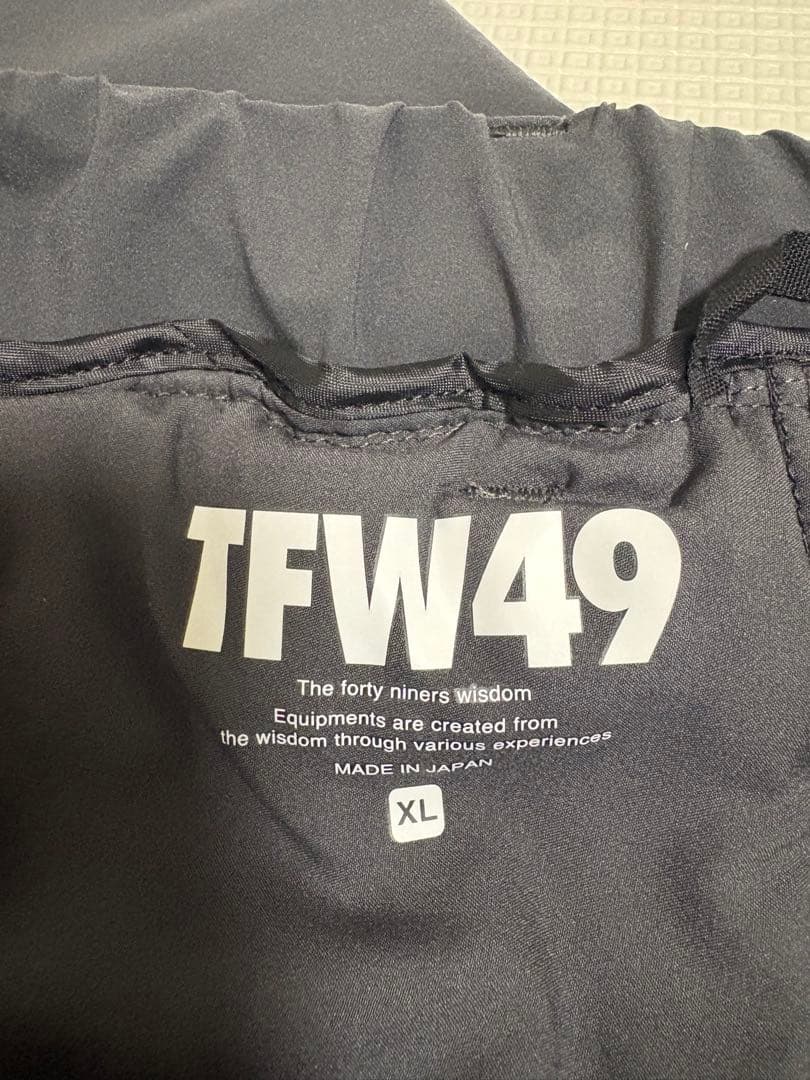 TFW49
The forty niners wisdom
Equipments are created from
the wisdom through various experiences
MADE IN JAPAN
XL